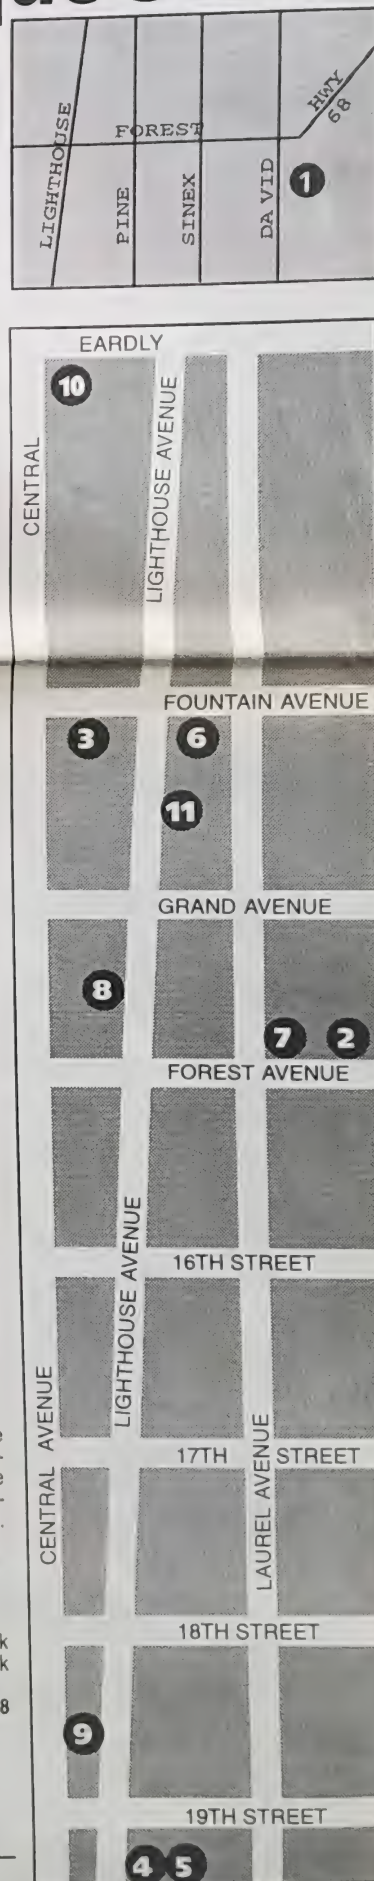 LIGHTHOUSE
FOREST
HWY 68
PINE
SINEX
DAVID
1
EARDLY
10
CENTRAL
LIGHTHOUSE AVENUE
FOUNTAIN AVENUE
3
6
11
GRAND AVENUE
8
7
2
FOREST AVENUE
LIGHTHOUSE AVENUE
16TH STREET
CENTRAL AVENUE
17TH STREET
LAUREL AVENUE
18TH STREET
k
k
8
9
19TH STREET
4
5